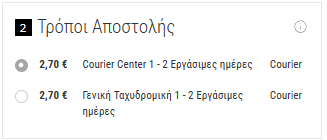 2 Τρόποι Αποστολής
2,70 € Courier Center 1 - 2 Εργάσιμες ημέρες Courier
2,70 € Γενική Ταχυδρομική 1 - 2 Εργάσιμες ημέρες Courier